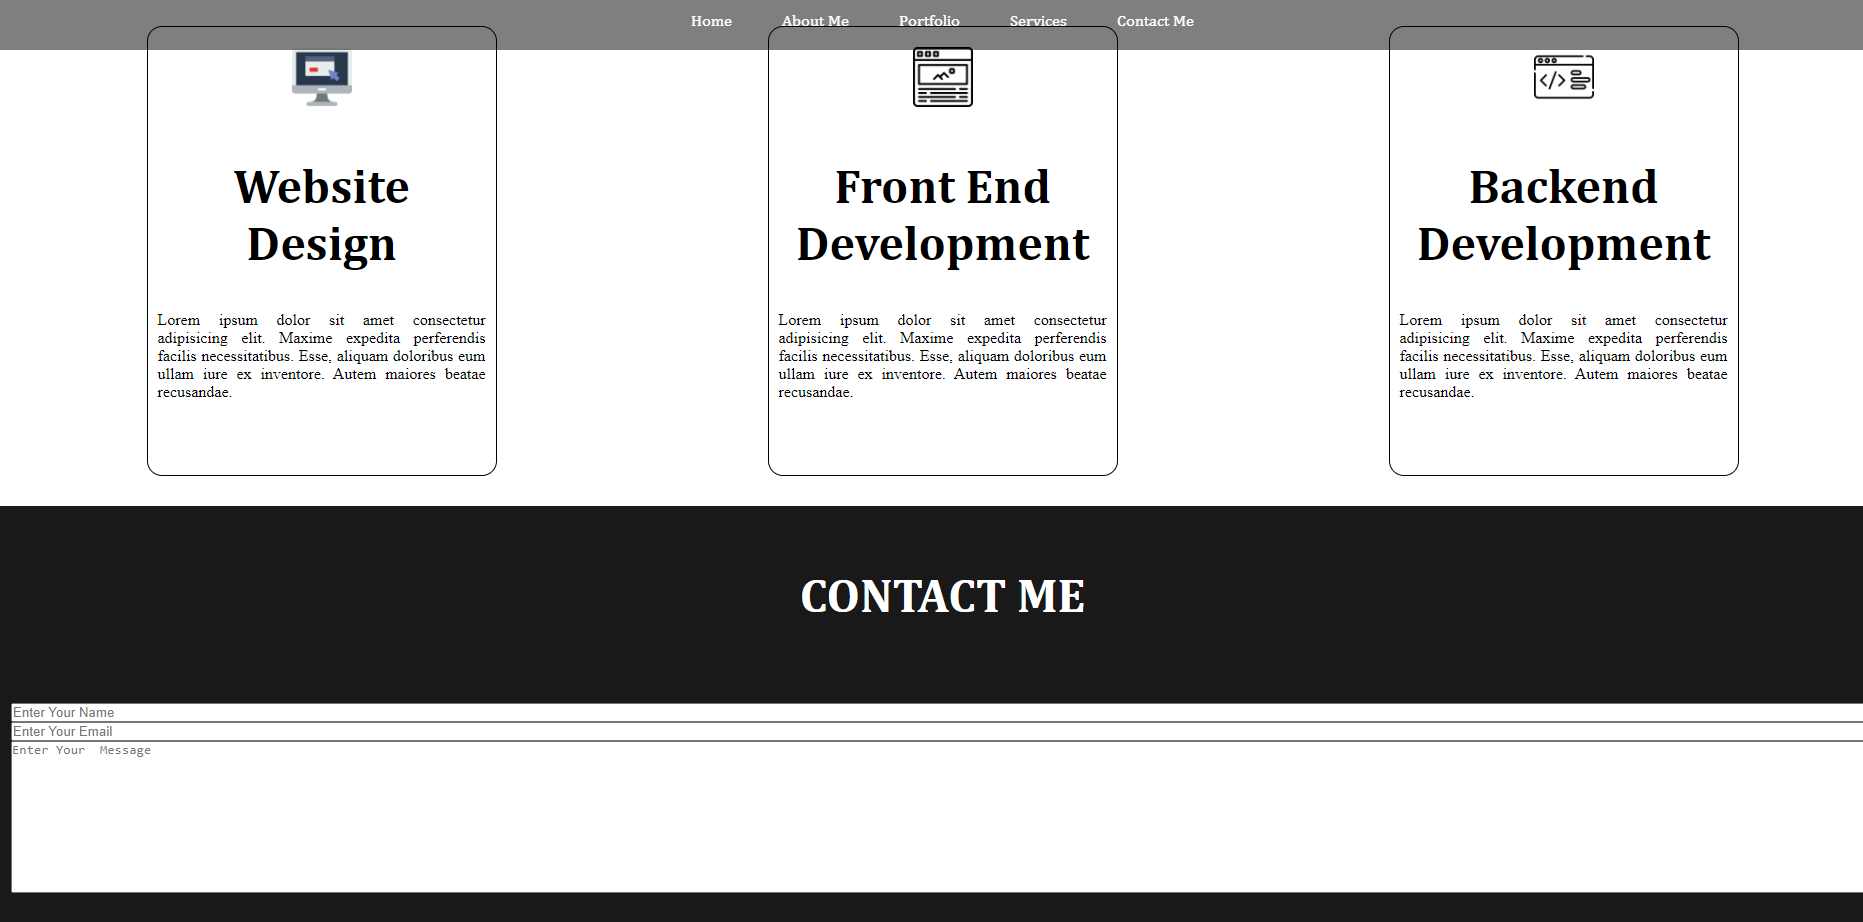 Home About Me Portfolio Services Contact Me
Website
Design
Lorem ipsum dolor sit amet consectetur
adipisicing elit. Maxime expedita perferendis
facilis necessitatibus. Esse, aliquam doloribus eum
ullam iure ex inventore. Autem maiores beatae
recusandae.
Front End
Development
Lorem ipsum dolor sit amet consectetur
adipisicing elit. Maxime expedita perferendis
facilis necessitatibus. Esse, aliquam doloribus eum
ullam iure ex inventore. Autem maiores beatae
recusandae.
Backend
Development
Lorem ipsum dolor sit amet consectetur
adipisicing elit. Maxime expedita perferendis
facilis necessitatibus. Esse, aliquam doloribus eum
ullam iure ex inventore. Autem maiores beatae
recusandae.
CONTACT ME
Enter Your Name
Enter Your Email
Enter Your  Message